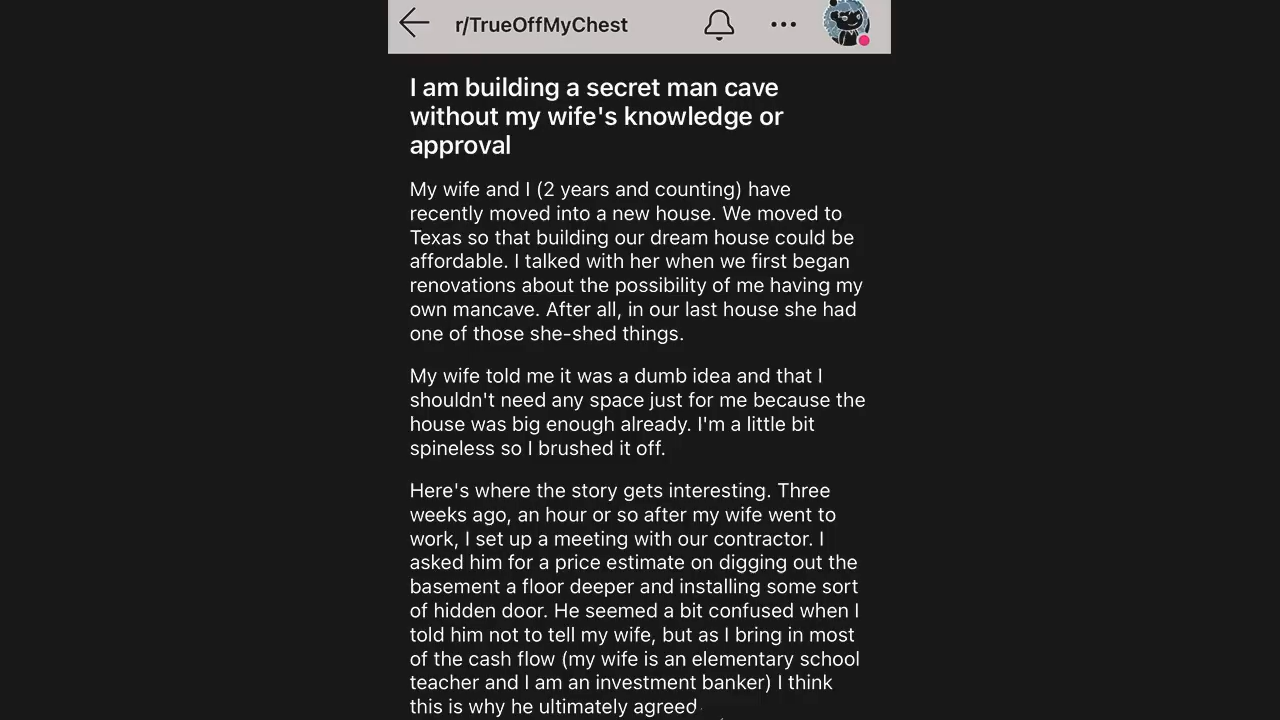 r/TrueOffMyChest
I am building a secret man cave
without my wife's knowledge or
approval
My wife and I (2 years and counting) have
recently moved into a new house. We moved to
Texas so that building our dream house could be
affordable. I talked with her when we first began
renovations about the possibility of me having my
own mancave. After all, in our last house she had
one of those she-shed things.
My wife told me it was a dumb idea and that I
shouldn't need any space just for me because the
house was big enough already. I'm a little bit
spineless so I brushed it off.
Here's where the story gets interesting. Three
weeks ago, an hour or so after my wife went to
work, I set up a meeting with our contractor. I
asked him for a price estimate on digging out the
basement a floor deeper and installing some sort
of hidden door. He seemed a bit confused when I
told him not to tell my wife, but as I bring in most
of the cash flow (my wife is an elementary school
teacher and I am an investment banker) I think
this is why he ultimately agreed